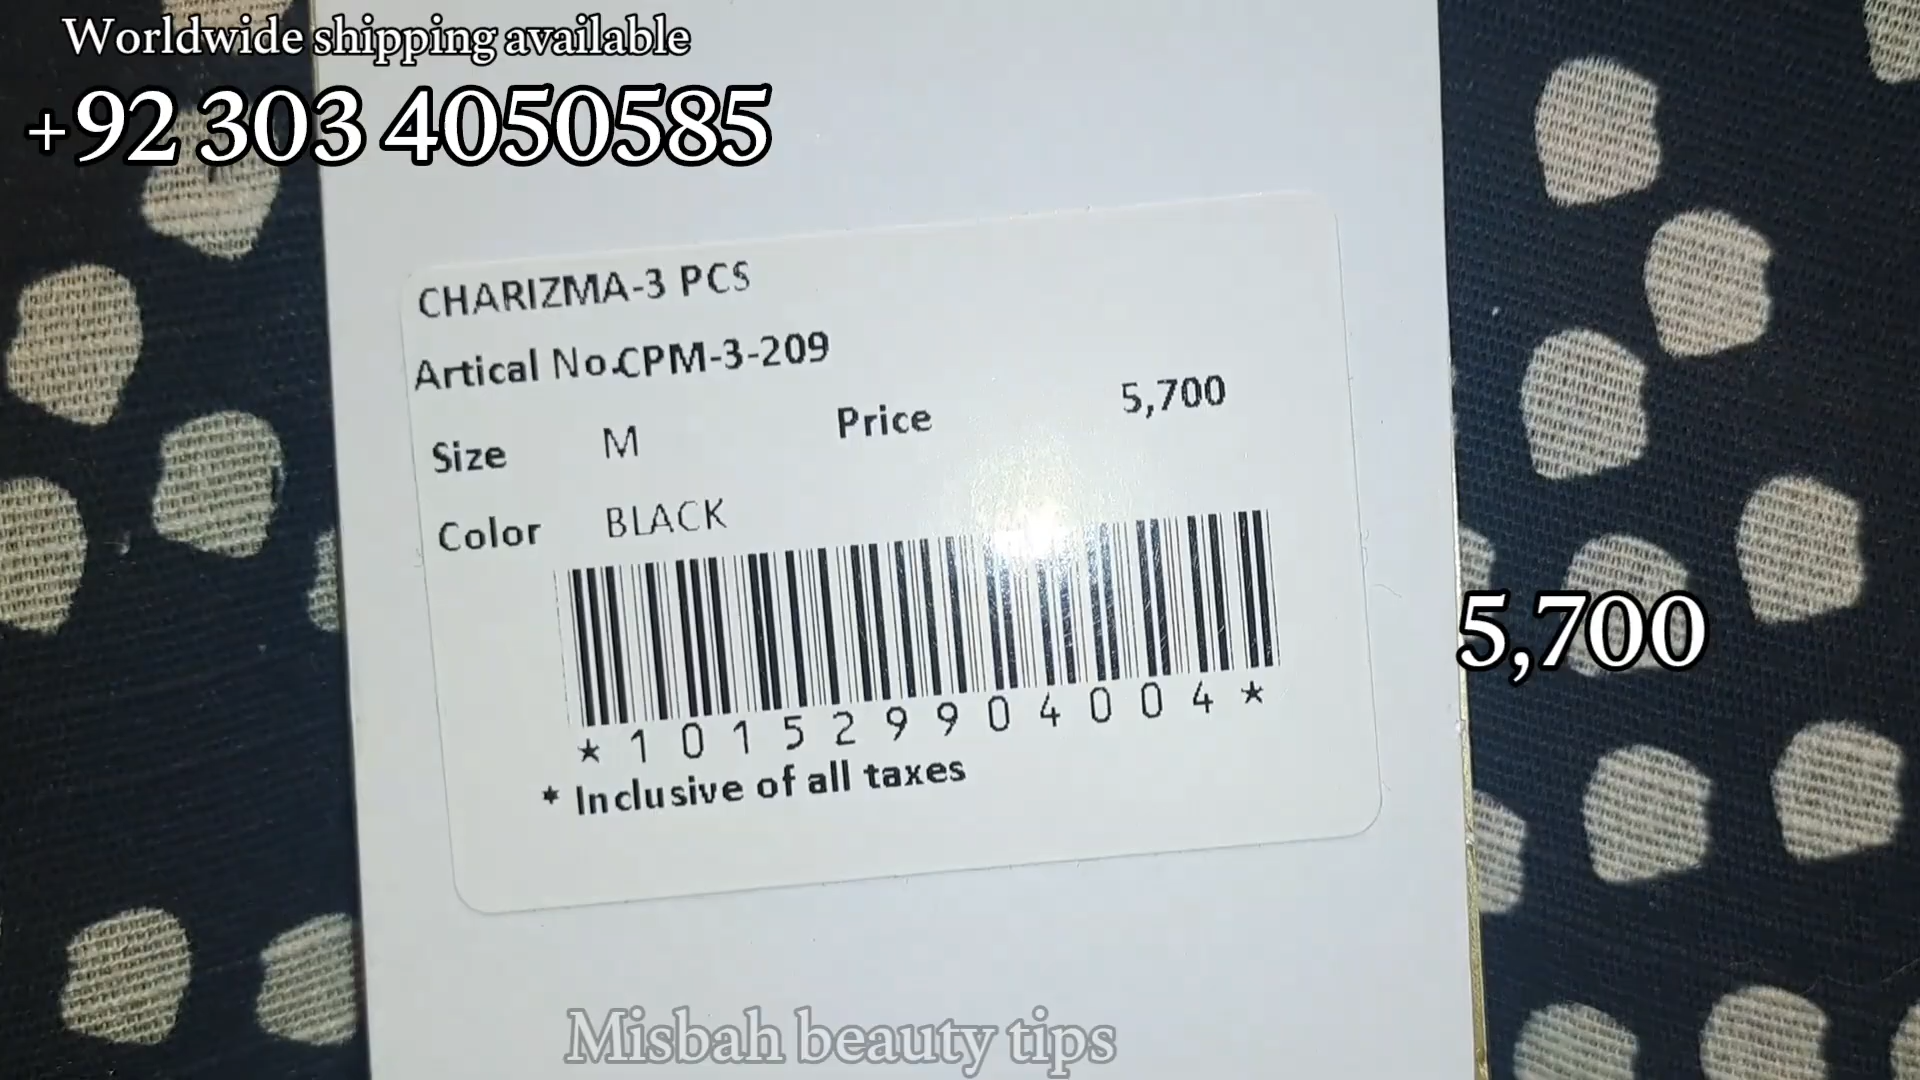 Worldwide shipping available
+92 303 4050585
CHARIZMA-3 PCS
Artical No.CPM-3-209
Size M Price 5,700
Color BLACK
*101529904004*
* Inclusive of all taxes
5,700
Misbah beauty tips